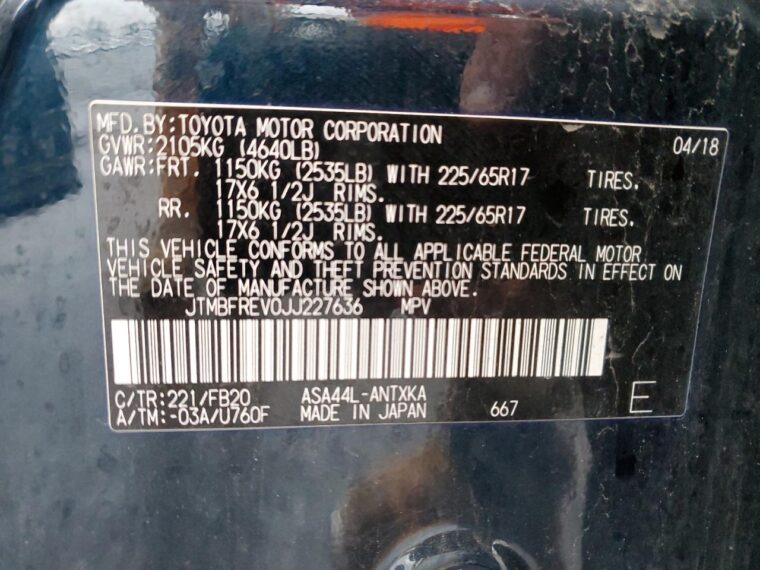 MFD.BY:TOYOTA MOTOR CORPORATION 04/18
GVWR:2105KG (4640LB)
GAWR:FRT. 1150KG (2535LB) WITH 225/65R17 TIRES.
17X6 1/2J RIMS.
RR. 1150KG (2535LB) WITH 225/65R17 TIRES.
17X6 1/2J RIMS.
THIS VEHICLE CONFORMS TO ALL APPLICABLE FEDERAL MOTOR
VEHICLE SAFETY AND THEFT PREVENTION STANDARDS IN EFFECT ON
THE DATE OF MANUFACTURE SHOWN ABOVE.
JTMBFREV0JJ227636 MPV
C/TR:221/FB20 ASA44L-ANTXKA
A/TM:-03A/U760F MADE IN JAPAN 667 E